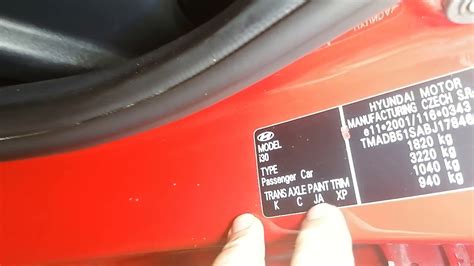 MODEL
i30
TYPE
Passenger Car
TRANS AXLE PAINT TRIM
K C JA XP
HYUNDAI MOTOR
MANUFACTURING CZECH S.R.
1820 kg
3220 kg
1040 kg
940 kg